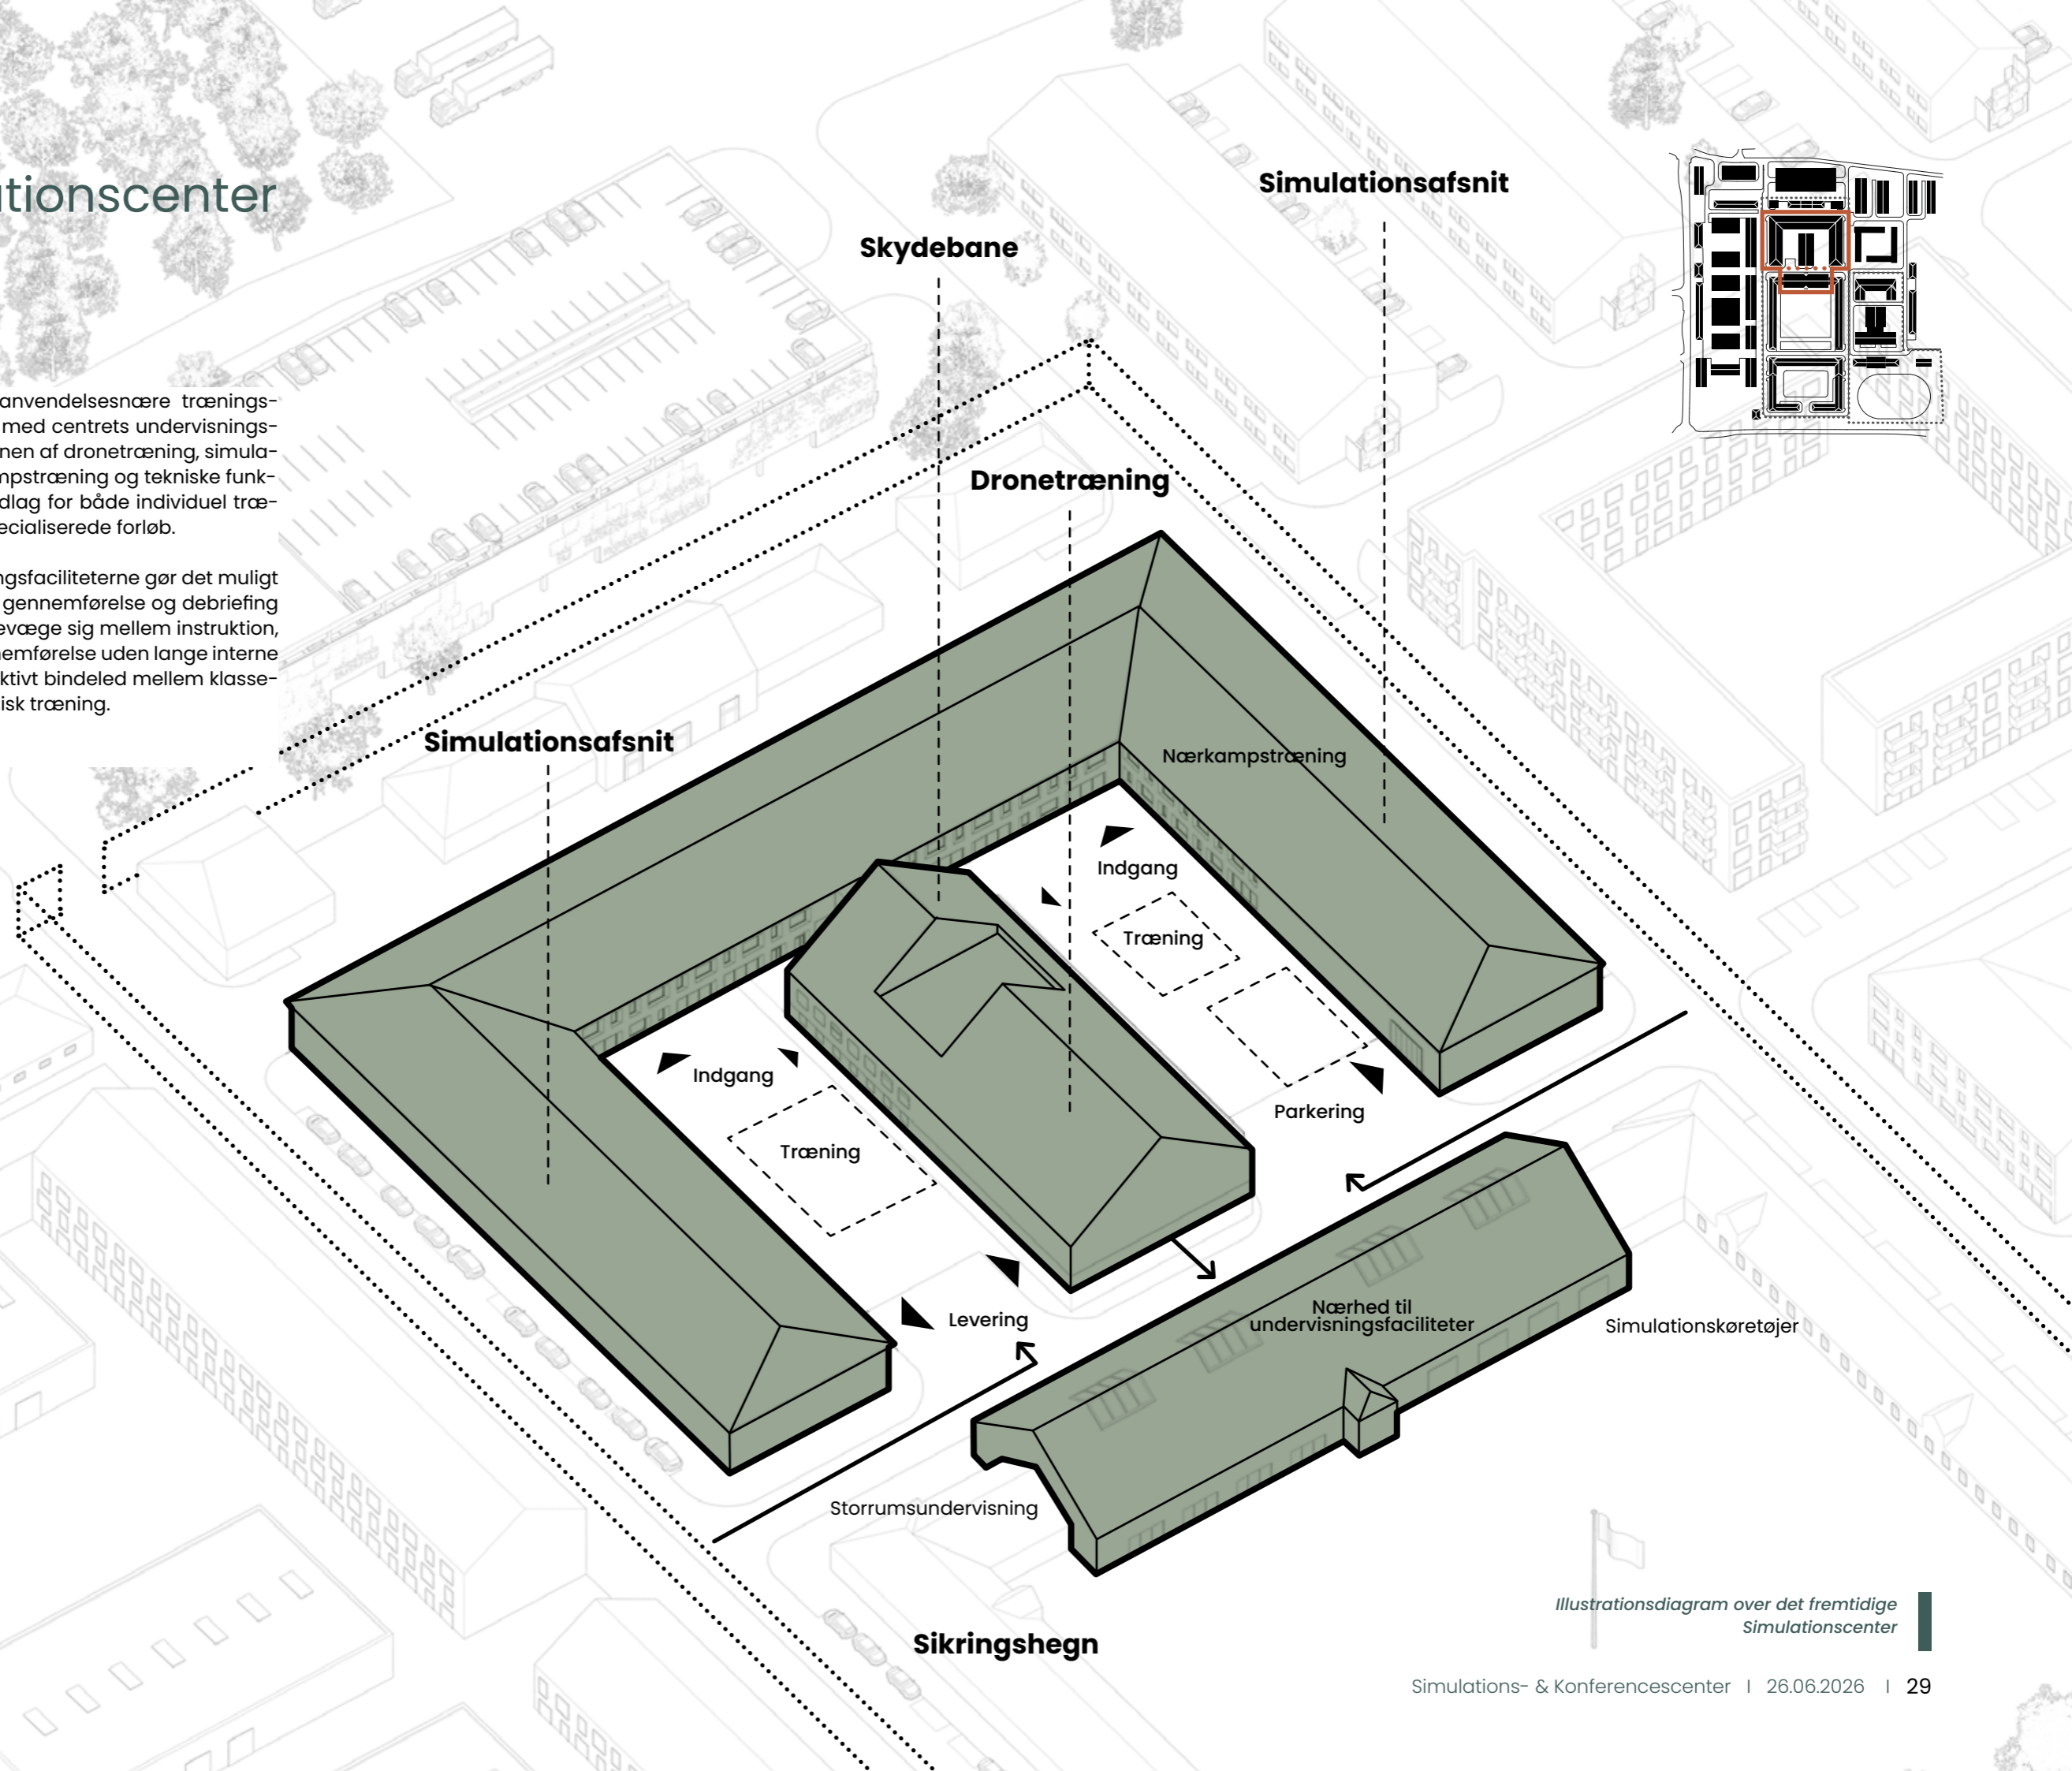 tionscenter
anvendelsesnære trænings-
med centrets undervisnings-
nen af dronetræning, simula-
mpstræning og tekniske funk-
dlag for både individuel træ-
ecialiserede forløb.
ngsfaciliteterne gør det muligt
gennemførelse og debriefing
evæge sig mellem instruktion,
nemførelse uden lange interne
ktivt bindeled mellem klasse-
isk træning.
Simulationsafsnit
Skydebane
Dronetræning
Simulationsafsnit
Nærkampstræning
Indgang
Træning
Indgang
Parkering
Træning
Levering
Nærhed til
undervisningsfaciliteter
Simulationskøretøjer
Storrumsundervisning
Sikringshegn
Illustrationsdiagram over det fremtidige
Simulationscenter
Simulations- & Konferencescenter I 26.06.2026 I 29